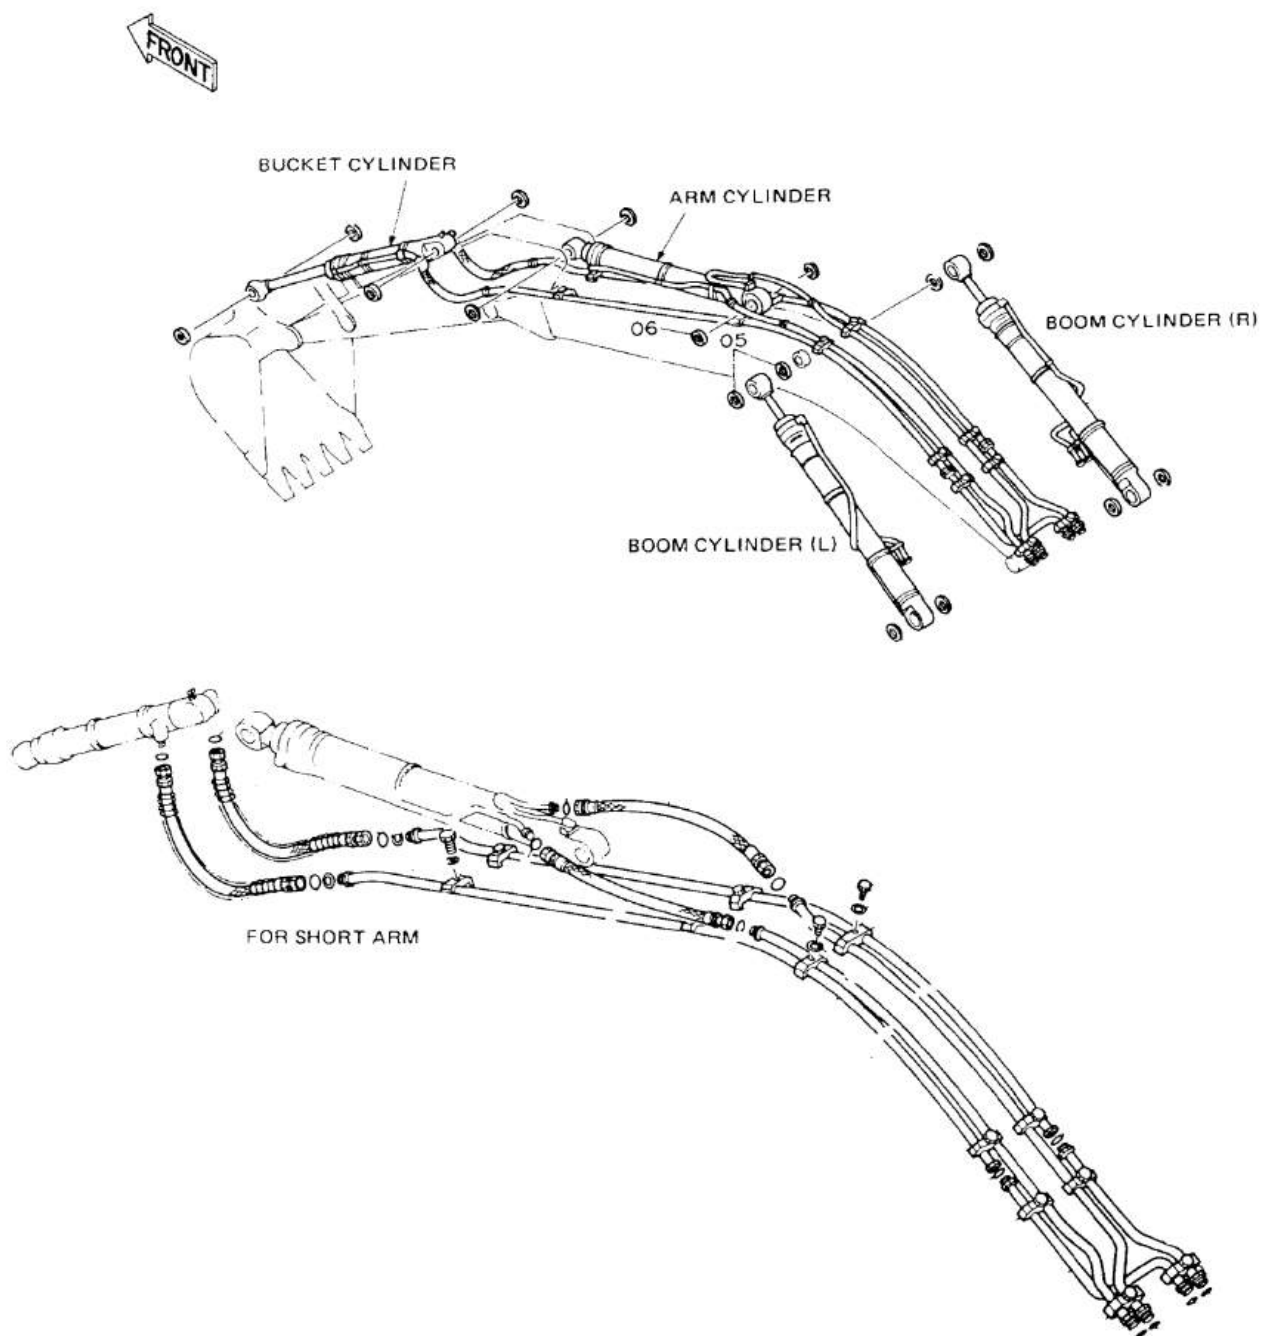 FRONT
BUCKET CYLINDER
ARM CYLINDER
BOOM CYLINDER (R)
06
05
BOOM CYLINDER (L)
FOR SHORT ARM